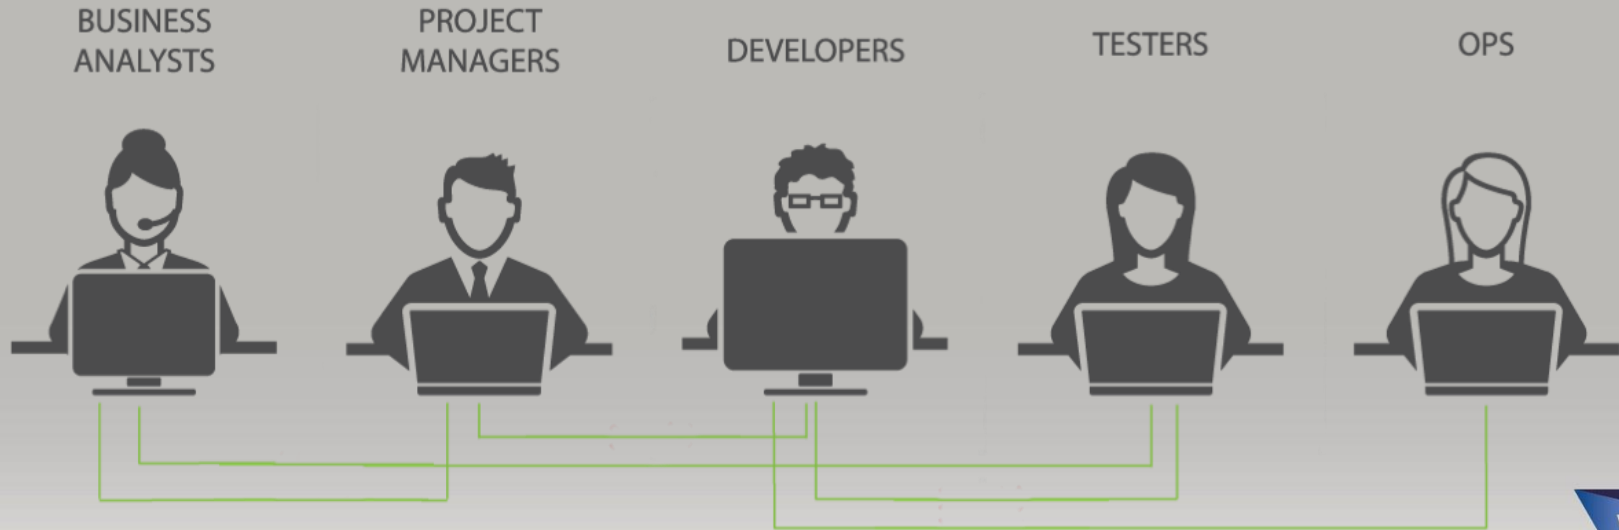 BUSINESS
ANALYSTS
PROJECT
MANAGERS
DEVELOPERS
TESTERS
OPS